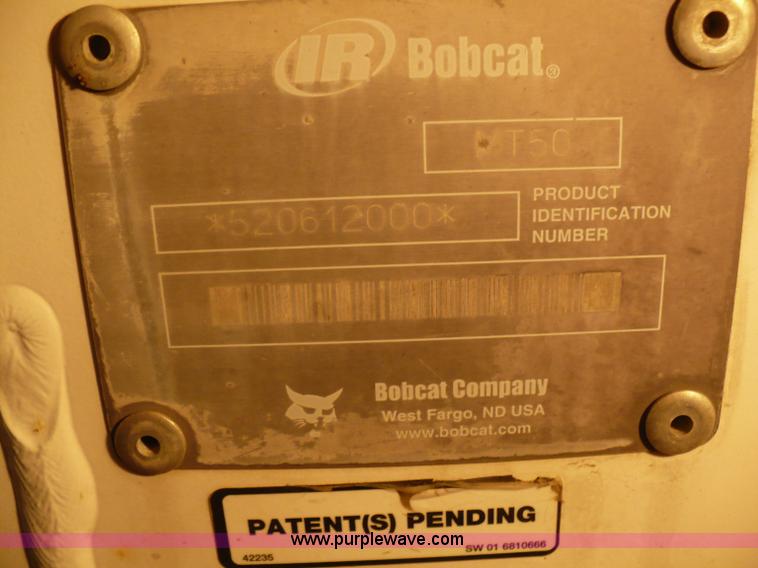 IR Bobcat®
MT50
*520612000*
PRODUCT
IDENTIFICATION
NUMBER
Bobcat Company
West Fargo, ND USA
www.bobcat.com
PATENT(S) PENDING
www.purplewave.com
42235 SW 01 6810666